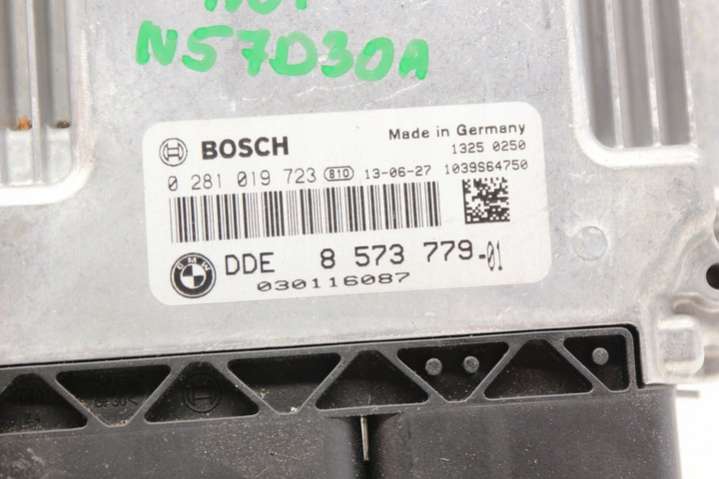 N57D30A
BOSCH
Made in Germany
1325 0250
0 281 019 723 B10 13-06-27 1039S64750
DDE 8 573 779-01
030116087